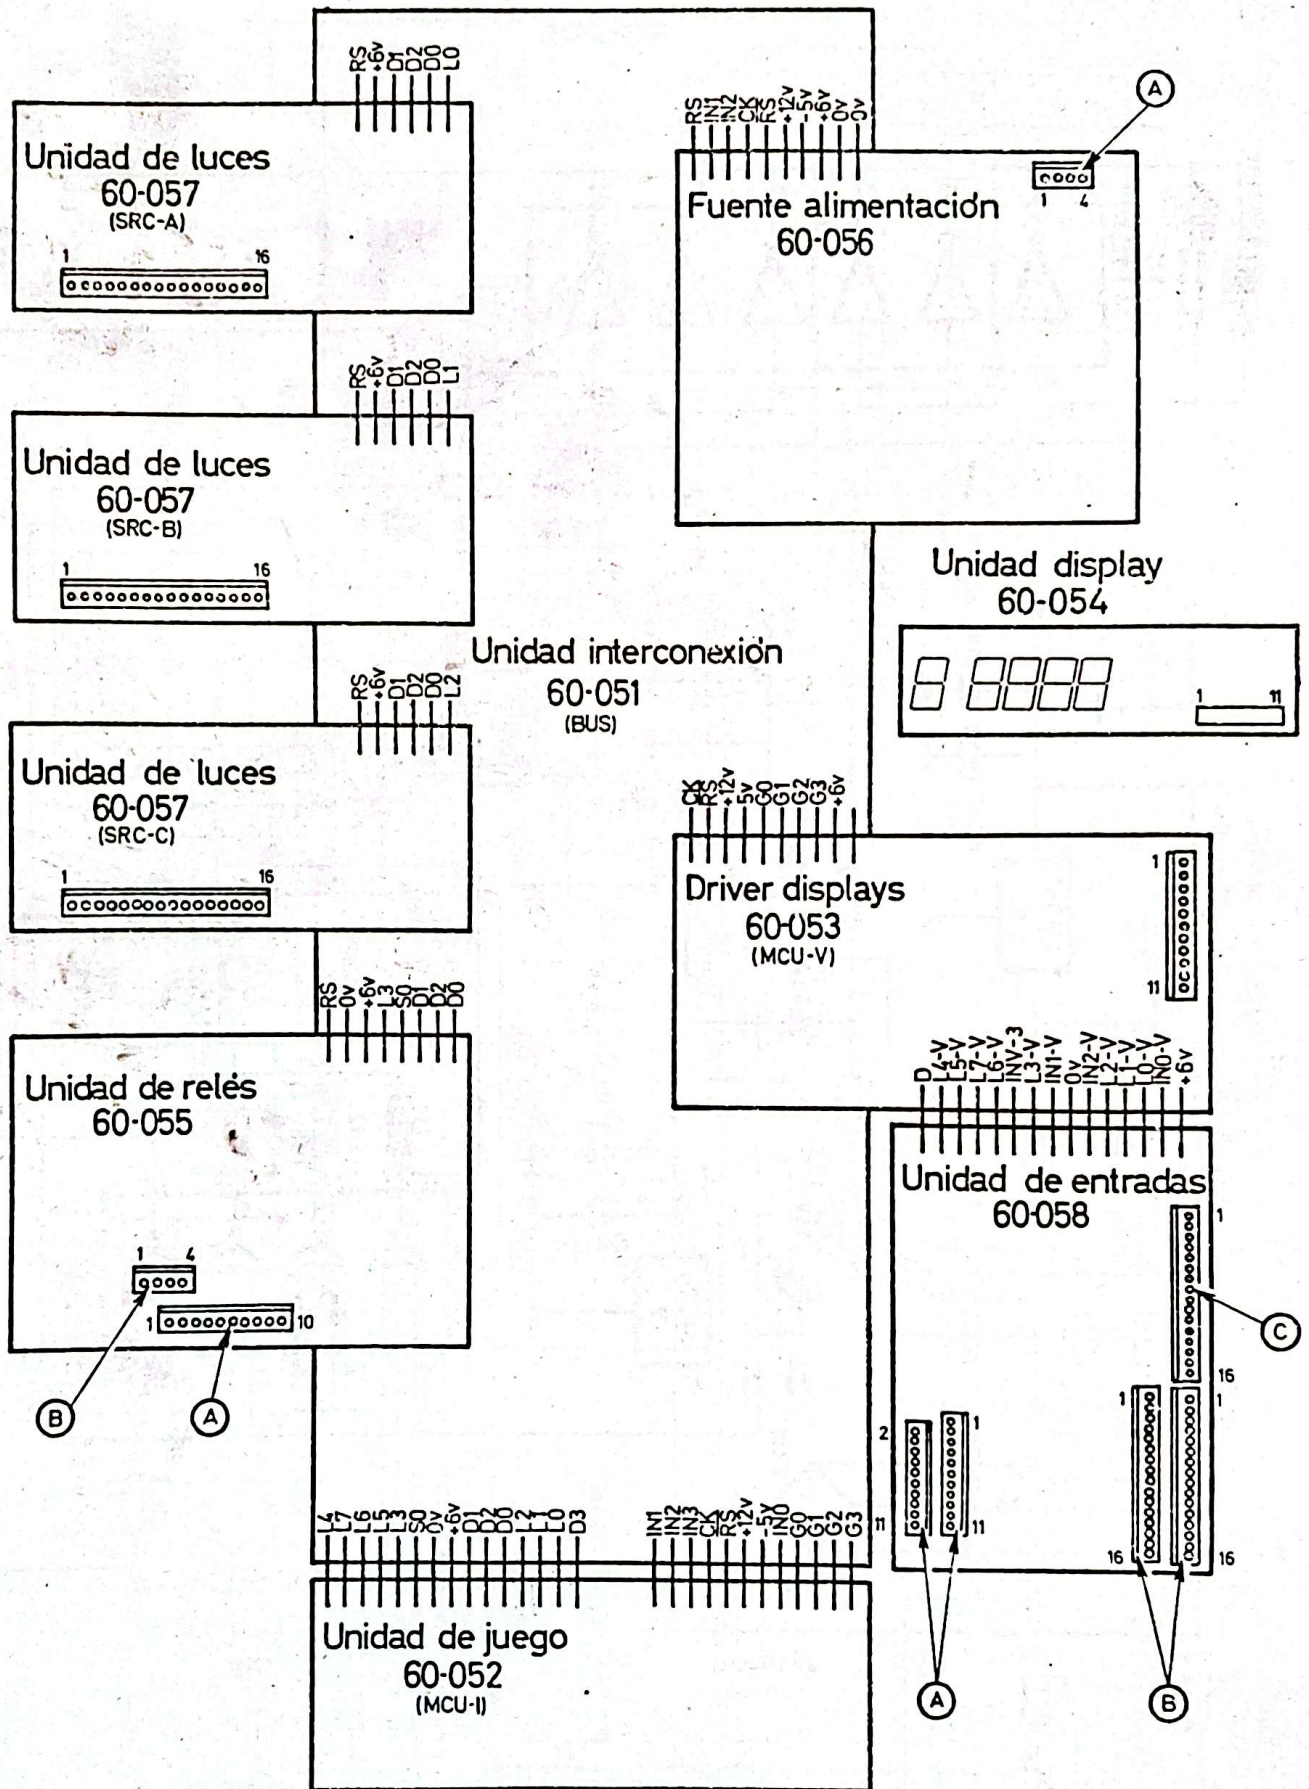 RS
+6v
D1
D2
D0
L0
Unidad de luces
60-057
(SRC-A)
1 16
RS
+6v
D1
D2
D0
L1
Unidad de luces
60-057
(SRC-B)
1 16
RS
+6v
D1
D2
D0
L2
Unidad de luces
60-057
(SRC-C)
1 16
RS
0v
+6v
L3
S0
D1
D2
D0
Unidad de relés
60-055
1 4
1 10
B A
Unidad interconexión
60-051
(BUS)
RS
IN1
IN2
CK
RS
+12v
-5v
+6v
0v
0v
A
Fuente alimentación
60-056
1 4
Unidad display
60-054
1 11
CK
RS
+12v
5v
G0
G1
G2
G3
+6v
Driver displays
60-053
(MCU-V)
1
11
D
L4-V
L5-V
L7-V
L6-V
INV-3
L3-V
IN1-V
0v
IN2-V
L2-V
L1-V
L0-V
IN0-V
+6v
Unidad de entradas
60-058
1
16
C
2
11
1
11
1
16
1
16
A B
L4
L7
L6
L5
L3
S0
0v
+6v
D1
D2
D0
L2
L1
L0
D3
IN1
IN2
IN3
CK
RS
+12v
-5v
IN0
G0
G1
G2
G3
Unidad de juego
60-052
(MCU-I)